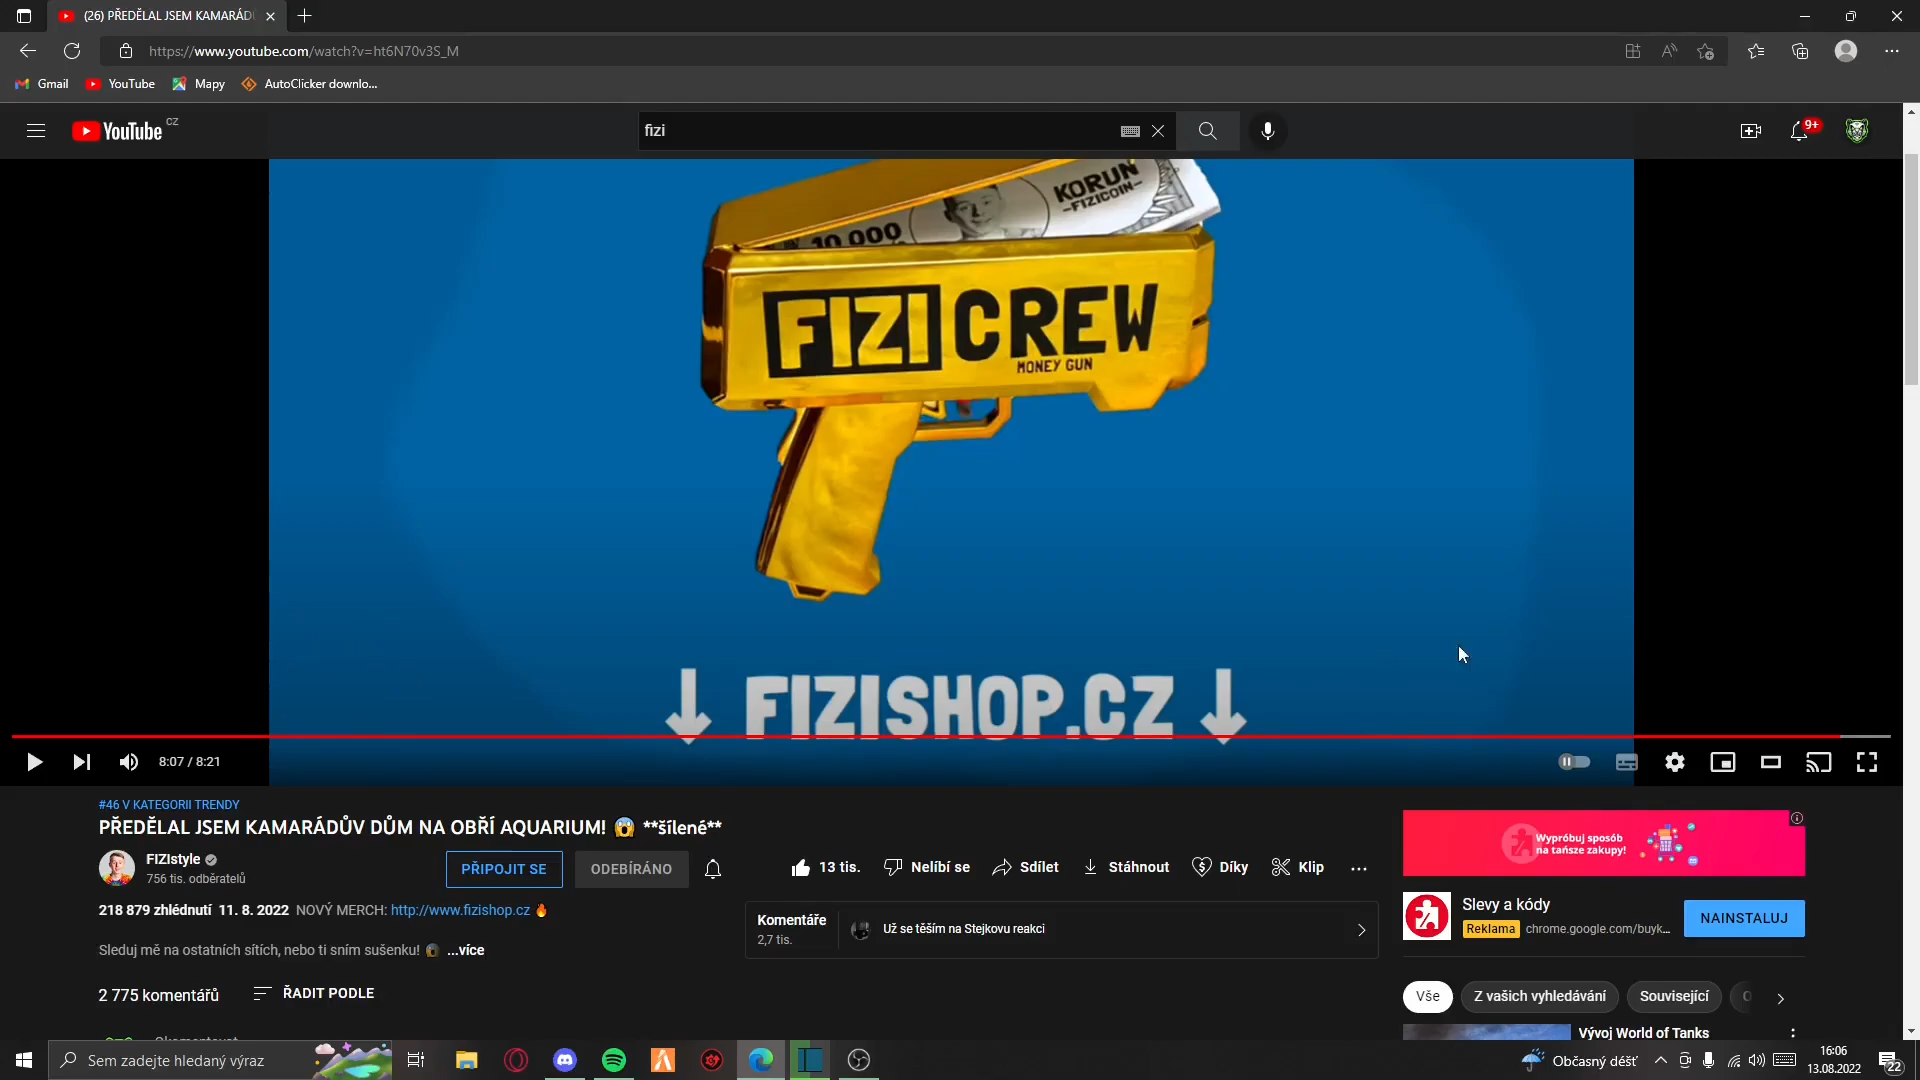 (26) PŘEDĚLAL JSEM KAMARÁDŮ
https://www.youtube.com/watch?v=ht6N70v3S_M
Gmail
YouTube
Mapy
AutoClicker downlo...
YouTube CZ
fizi
9+
KORUN
-FIZICOIN-
10 000
FIZI CREW
MONEY GUN
↓ FIZISHOP.CZ ↓
8:07 / 8:21
#46 V KATEGORII TRENDY
PŘEDĚLAL JSEM KAMARÁDŮV DŮM NA OBŘÍ AQUARIUM! 😱 **šílené**
FIZIstyle
756 tis. odběratelů
PŘIPOJIT SE
ODEBÍRÁNO
13 tis.
Nelíbí se
Sdílet
Stáhnout
Díky
Klip
218 879 zhlédnutí 11. 8. 2022 NOVÝ MERCH: http://www.fizishop.cz 🔥
Sleduj mě na ostatních sítích, nebo ti sním sušenku! ...více
Komentáře
2,7 tis.
Už se těším na Stejkovu reakci
2 775 komentářů
ŘADIT PODLE
Wypróbuj sposób
na tańsze zakupy!
Slevy a kódy
Reklama chrome.google.com/buyk...
NAINSTALUJ
Vše
Z vašich vyhledávání
Související
Vývoj World of Tanks
Sem zadejte hledaný výraz
Občasný déšť
16:06
13.08.2022
22